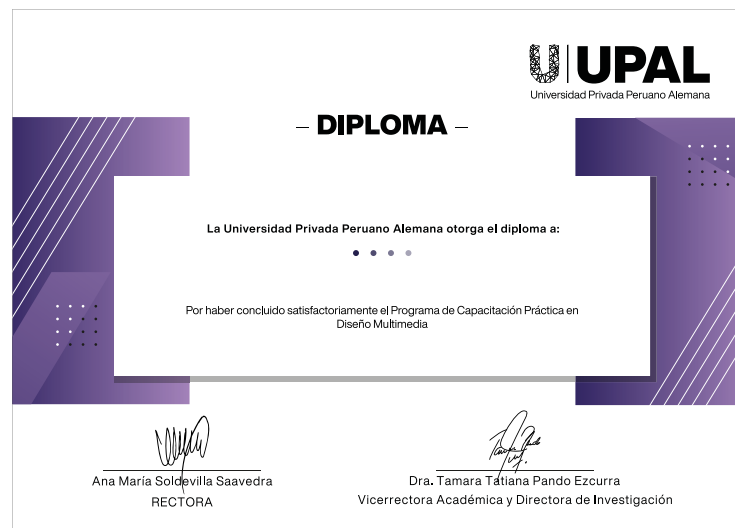 UPAL
Universidad Privada Peruano Alemana
– DIPLOMA –
La Universidad Privada Peruano Alemana otorga el diploma a:
Por haber concluido satisfactoriamente el Programa de Capacitación Práctica en
Diseño Multimedia
Ana María Soldevilla Saavedra
RECTORA
Dra. Tamara Tatiana Pando Ezcurra
Vicerrectora Académica y Directora de Investigación